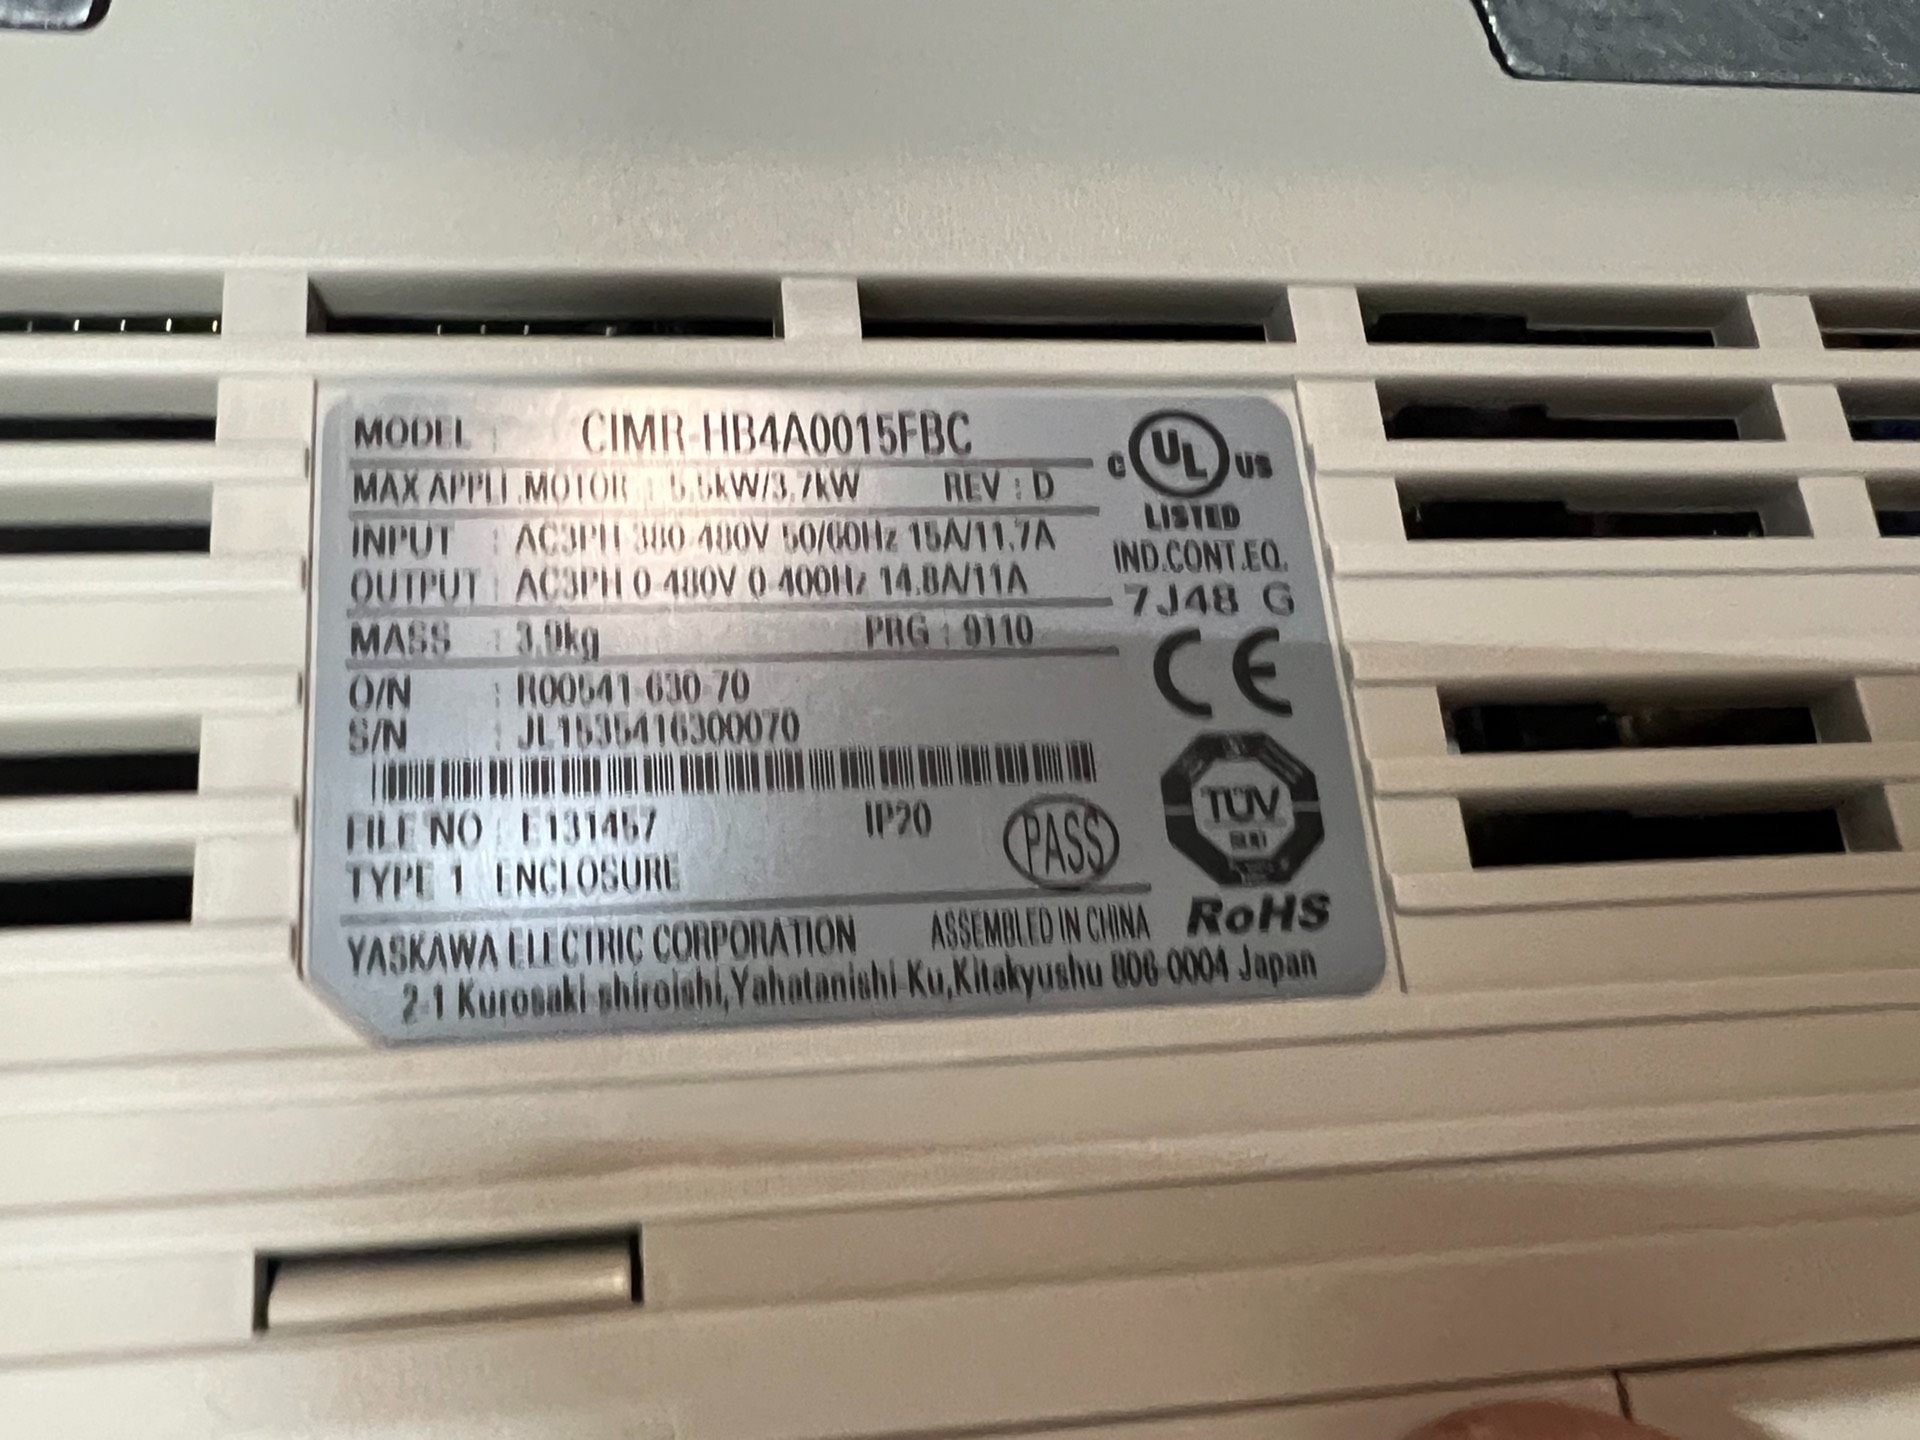 MODEL : CIMR-HB4A0015FBC
MAX APPLI.MOTOR : 5.5kW/3.7kW REV : D
INPUT : AC3PH 380-480V 50/60Hz 15A/11.7A
OUTPUT : AC3PH 0-480V 0-400Hz 14.8A/11A
MASS : 3.9kg PRG : 9110
O/N : R00541-630-70
S/N : JL1535416300070
FILE NO : E131457 IP20
TYPE 1 ENCLOSURE PASS
YASKAWA ELECTRIC CORPORATION ASSEMBLED IN CHINA
2-1 Kurosaki-shiroishi,Yahatanishi-Ku,Kitakyushu 806-0004 Japan
C UL US
LISTED
IND.CONT.EQ.
7J48 G
CE
TÜV
SÜD
RoHS